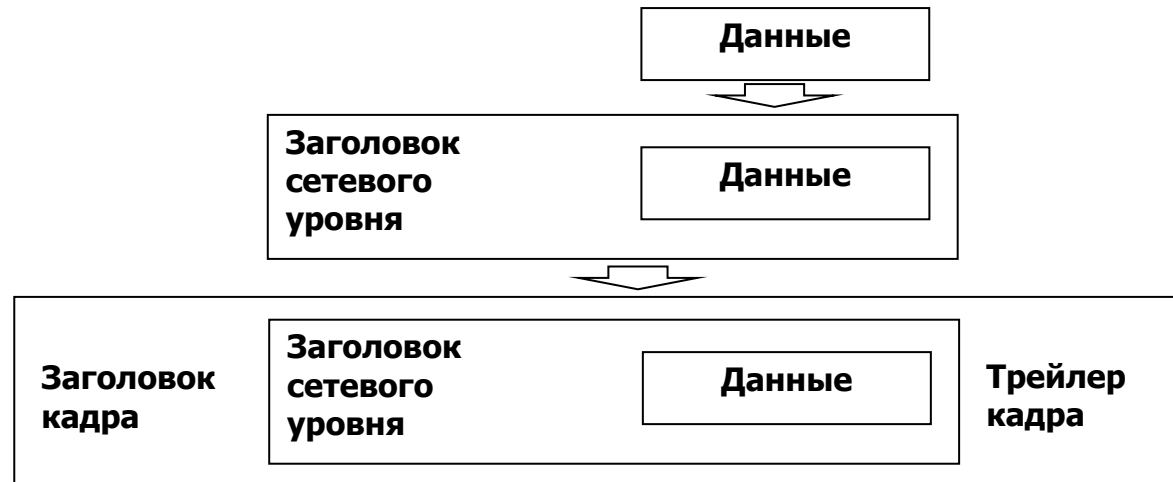 Данные
Заголовок
сетевого
уровня
Данные
Заголовок
кадра
Заголовок
сетевого
уровня
Данные
Трейлер
кадра